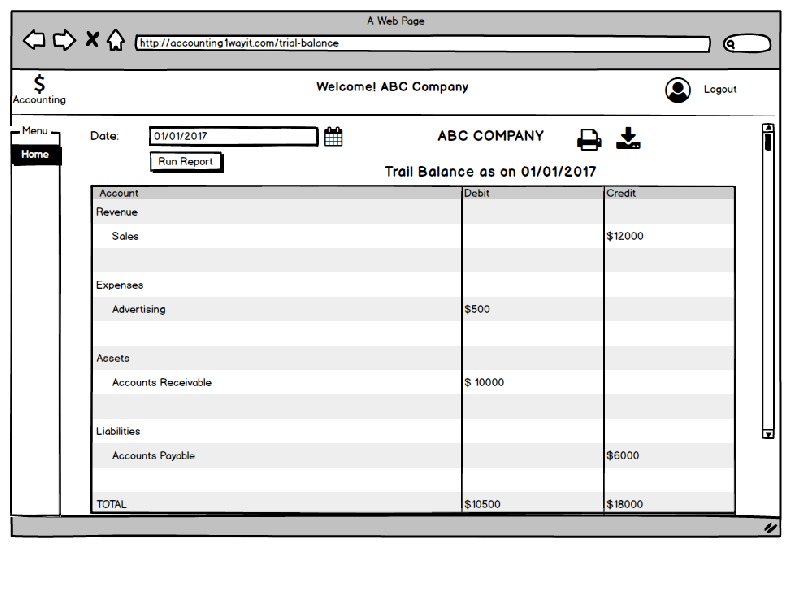 A Web Page
http://accounting1wayit.com/trial-balance
$
Accounting
Welcome! ABC Company
Logout
Menu
Home
Date:
01/01/2017
Run Report
ABC COMPANY
Trail Balance as on 01/01/2017
Account Debit Credit
Revenue
Sales $12000
Expenses
Advertising $500
Assets
Accounts Receivable $ 10000
Liabilities
Accounts Payable $6000
TOTAL $10500 $18000